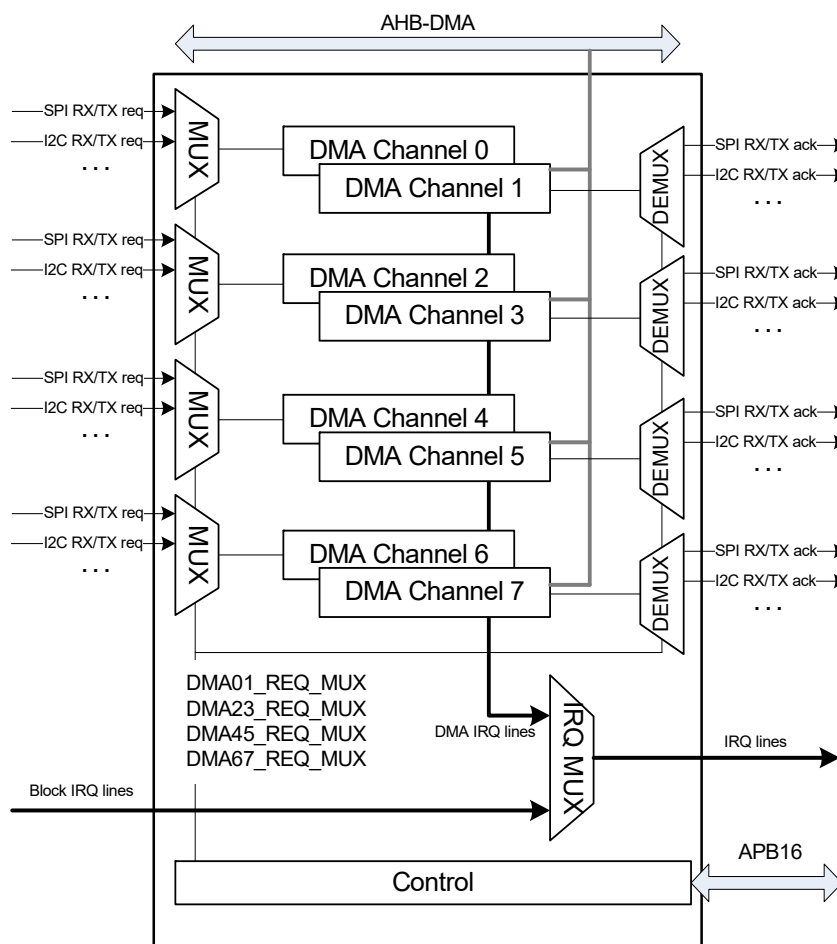 AHB-DMA
SPI RX/TX req
I2C RX/TX req
. . .
MUX
DMA Channel 0
DMA Channel 1
DEMUX
SPI RX/TX ack
I2C RX/TX ack
. . .
SPI RX/TX req
I2C RX/TX req
. . .
MUX
DMA Channel 2
DMA Channel 3
DEMUX
SPI RX/TX ack
I2C RX/TX ack
. . .
SPI RX/TX req
I2C RX/TX req
. . .
MUX
DMA Channel 4
DMA Channel 5
DEMUX
SPI RX/TX ack
I2C RX/TX ack
. . .
SPI RX/TX req
I2C RX/TX req
. . .
MUX
DMA Channel 6
DMA Channel 7
DEMUX
SPI RX/TX ack
I2C RX/TX ack
. . .
DMA01_REQ_MUX
DMA23_REQ_MUX
DMA45_REQ_MUX
DMA67_REQ_MUX
DMA IRQ lines
IRQ MUX
IRQ lines
Block IRQ lines
Control
APB16